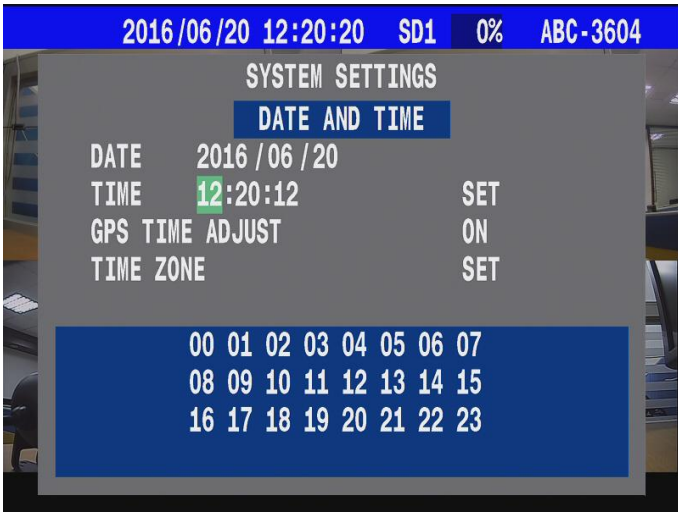 2016/06/20 12:20:20 SD1 0% ABC-3604
SYSTEM SETTINGS
DATE AND TIME
DATE 2016/06/20
TIME 12:20:12 SET
GPS TIME ADJUST ON
TIME ZONE SET
00 01 02 03 04 05 06 07
08 09 10 11 12 13 14 15
16 17 18 19 20 21 22 23